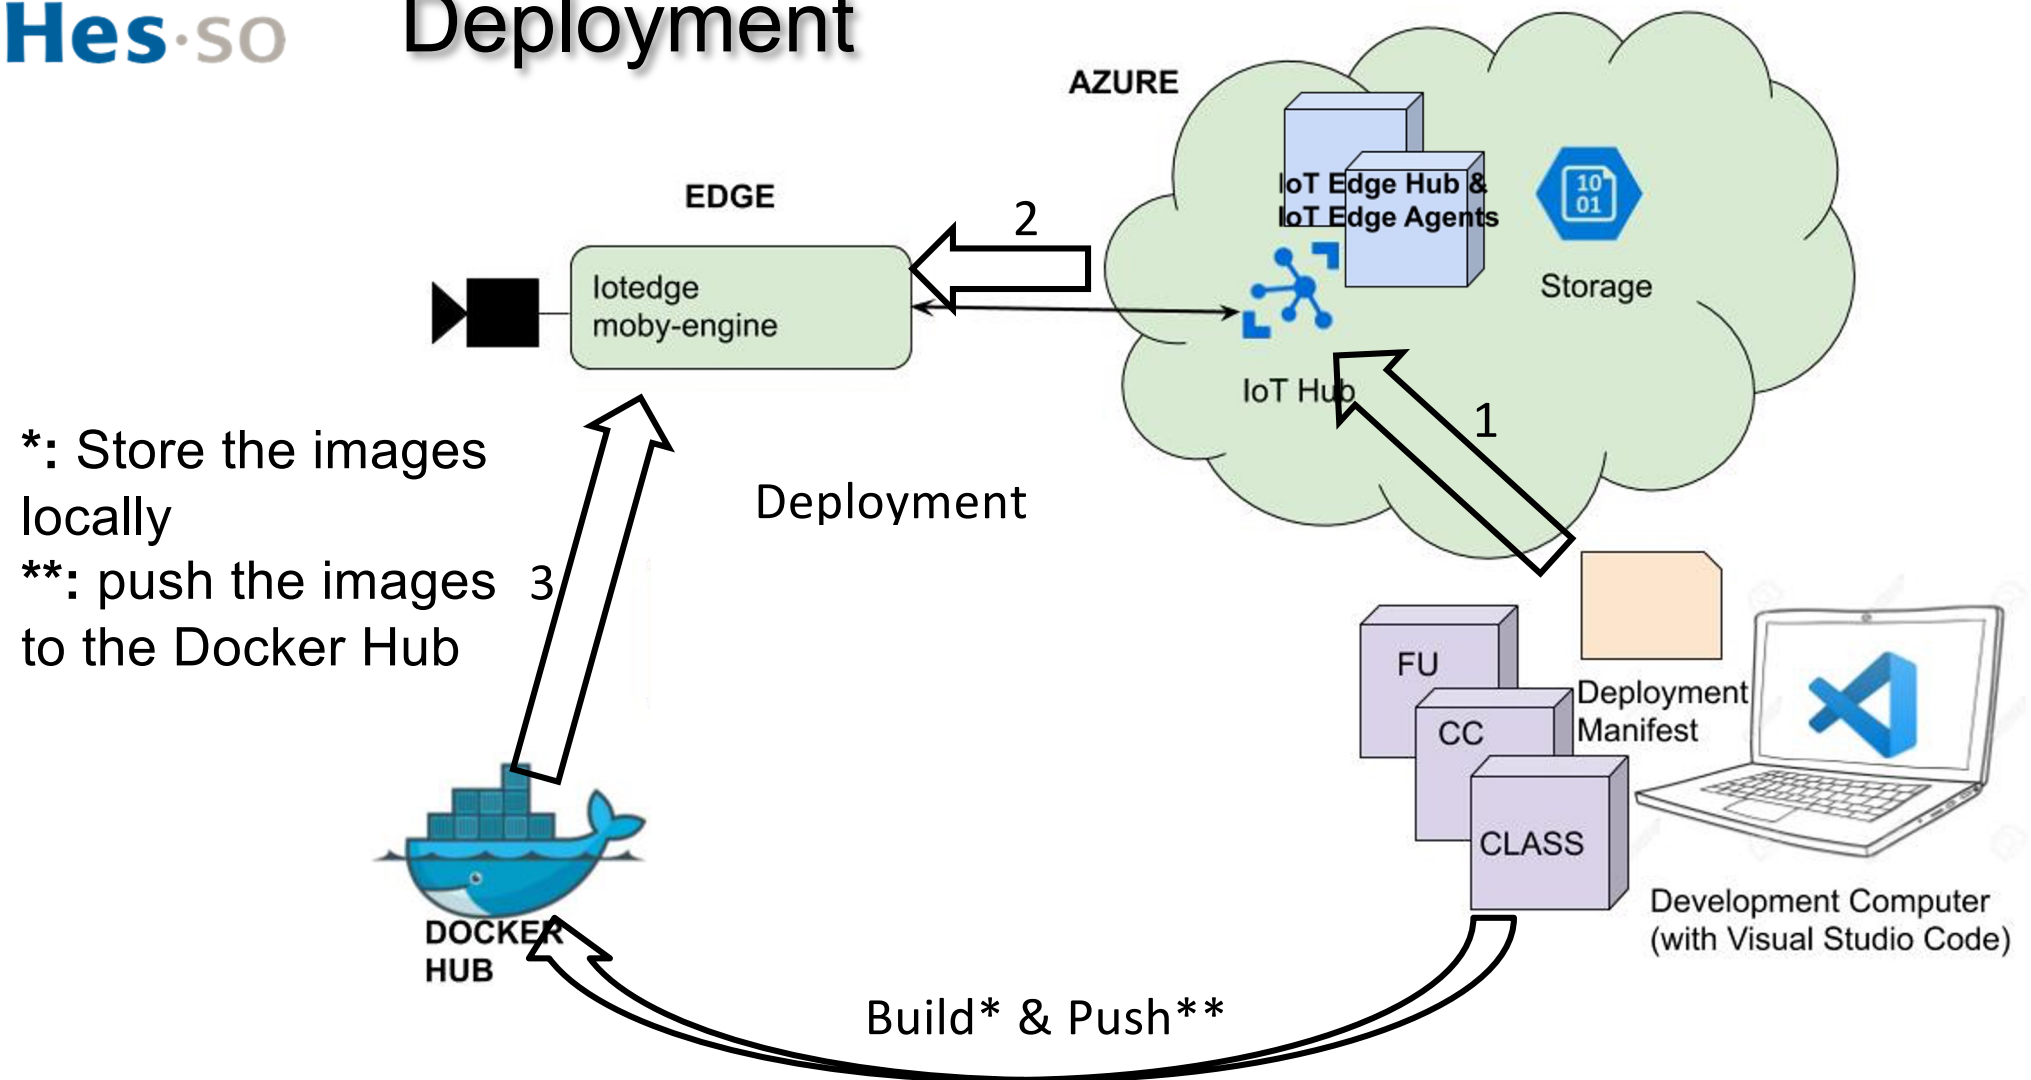 Hes·so
Deployment
AZURE
IoT Edge Hub &
IoT Edge Agents
10
01
Storage
EDGE
2
Iotedge
moby-engine
IoT Hub
1
*: Store the images
locally
**: push the images
to the Docker Hub
3
Deployment
FU
CC
CLASS
Deployment
Manifest
Development Computer
(with Visual Studio Code)
DOCKER
HUB
Build* & Push**